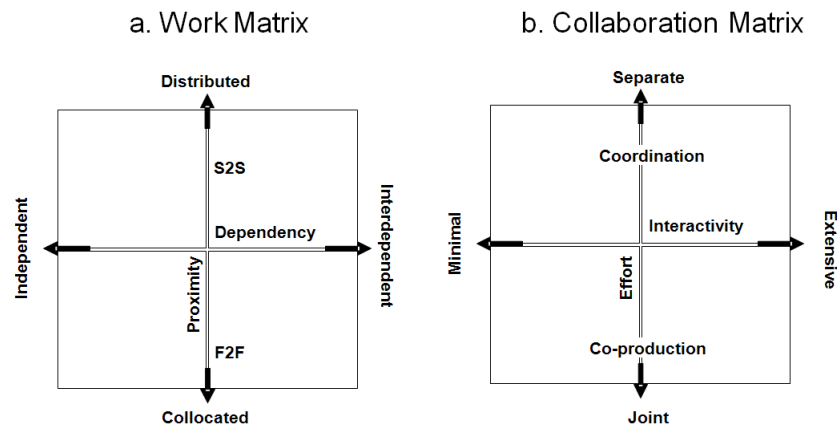 a. Work Matrix
Distributed
S2S
Independent
Dependency
Interdependent
Proximity
F2F
Collocated
b. Collaboration Matrix
Separate
Coordination
Minimal
Interactivity
Extensive
Effort
Co-production
Joint